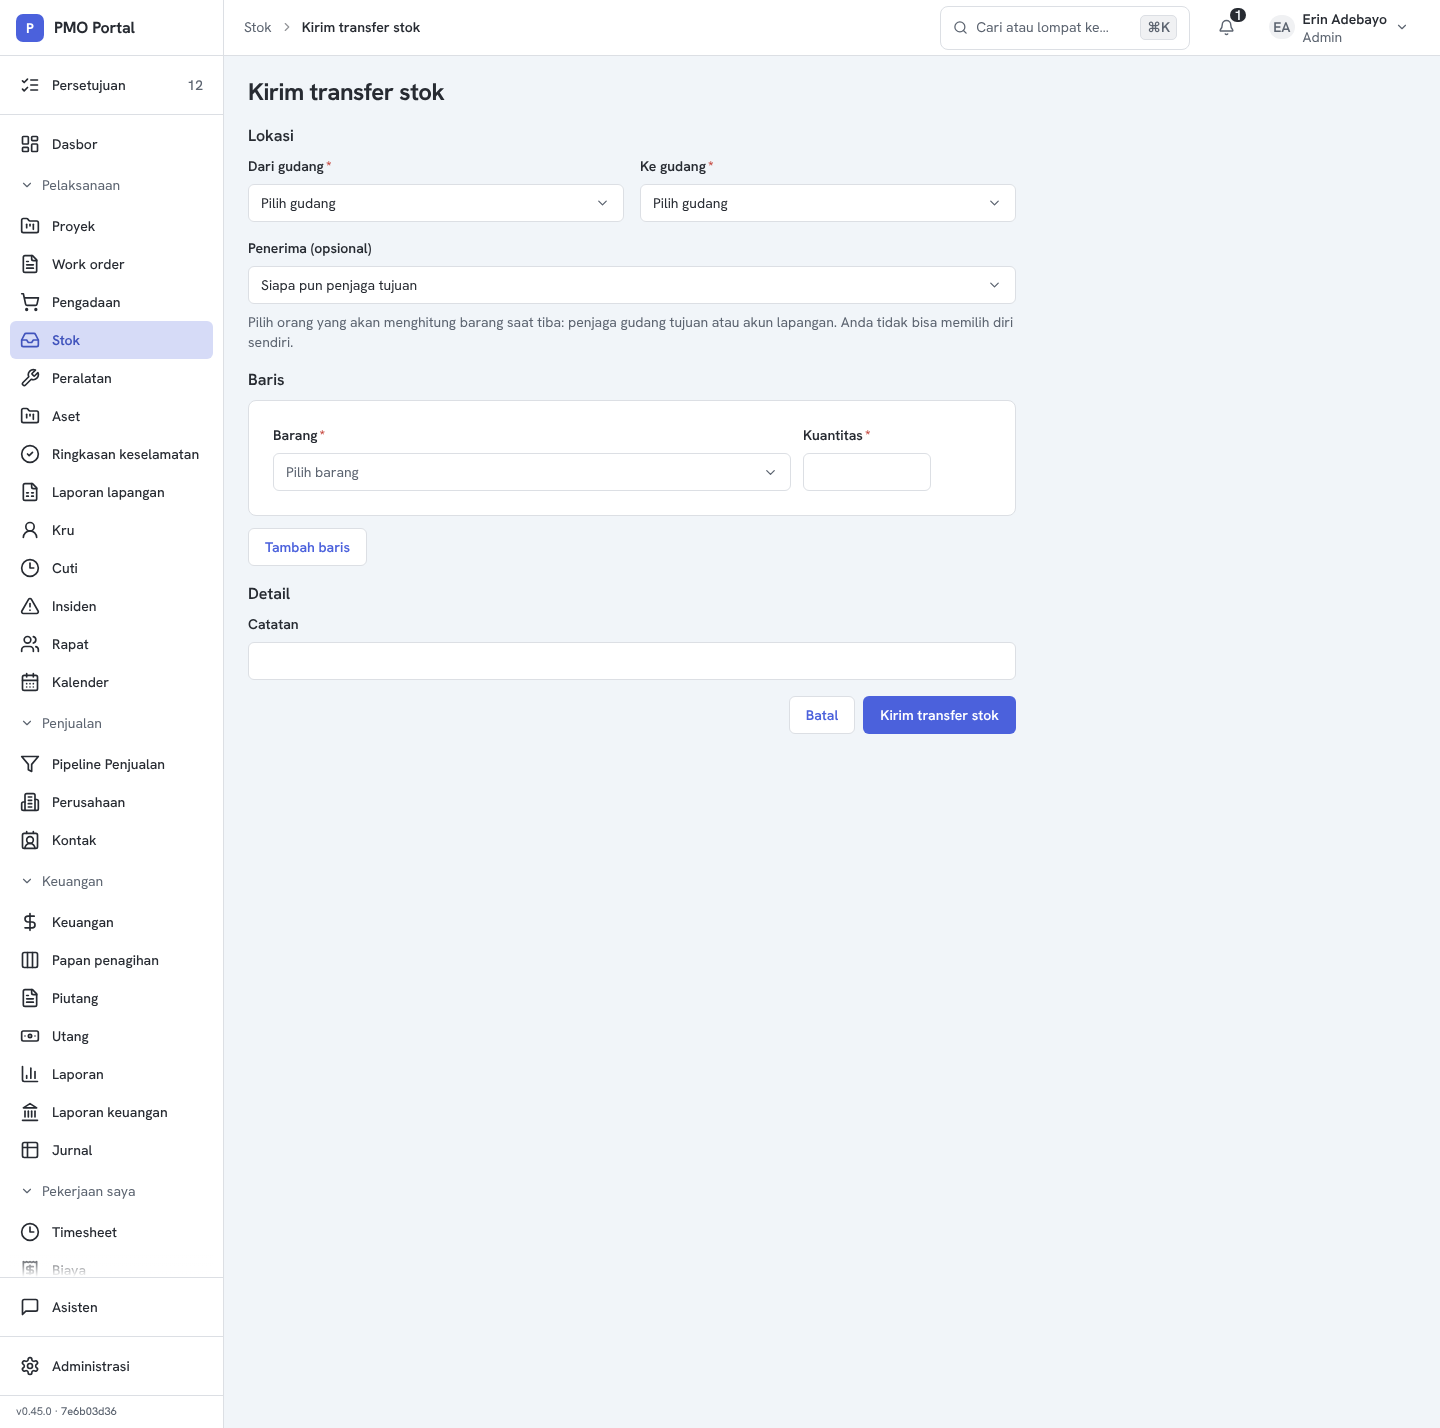 P PMO Portal
Stok > Kirim transfer stok
Cari atau lompat ke... ⌘K
1
EA Erin Adebayo
Admin
Persetujuan 12
Dasbor
Pelaksanaan
Proyek
Work order
Pengadaan
Stok
Peralatan
Aset
Ringkasan keselamatan
Laporan lapangan
Kru
Cuti
Insiden
Rapat
Kalender
Penjualan
Pipeline Penjualan
Perusahaan
Kontak
Keuangan
Keuangan
Papan penagihan
Piutang
Utang
Laporan
Laporan keuangan
Jurnal
Pekerjaan saya
Timesheet
Biaya
Asisten
Administrasi
v0.45.0 · 7e6b03d36
Kirim transfer stok
Lokasi
Dari gudang * Ke gudang *
Pilih gudang Pilih gudang
Penerima (opsional)
Siapa pun penjaga tujuan
Pilih orang yang akan menghitung barang saat tiba: penjaga gudang tujuan atau akun lapangan. Anda tidak bisa memilih diri
sendiri.
Baris
Barang * Kuantitas *
Pilih barang
Tambah baris
Detail
Catatan
Batal Kirim transfer stok